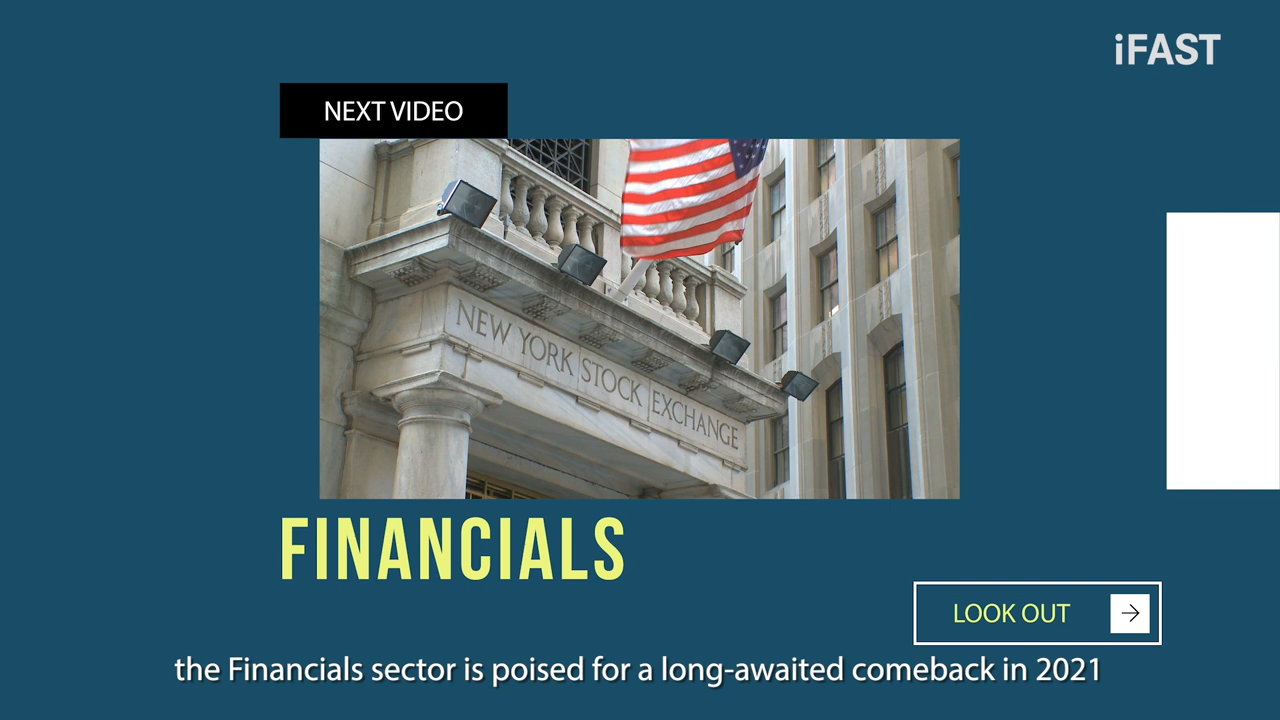 iFAST
NEXT VIDEO
NEW YORK STOCK EXCHANGE
FINANCIALS
LOOK OUT
the Financials sector is poised for a long-awaited comeback in 2021